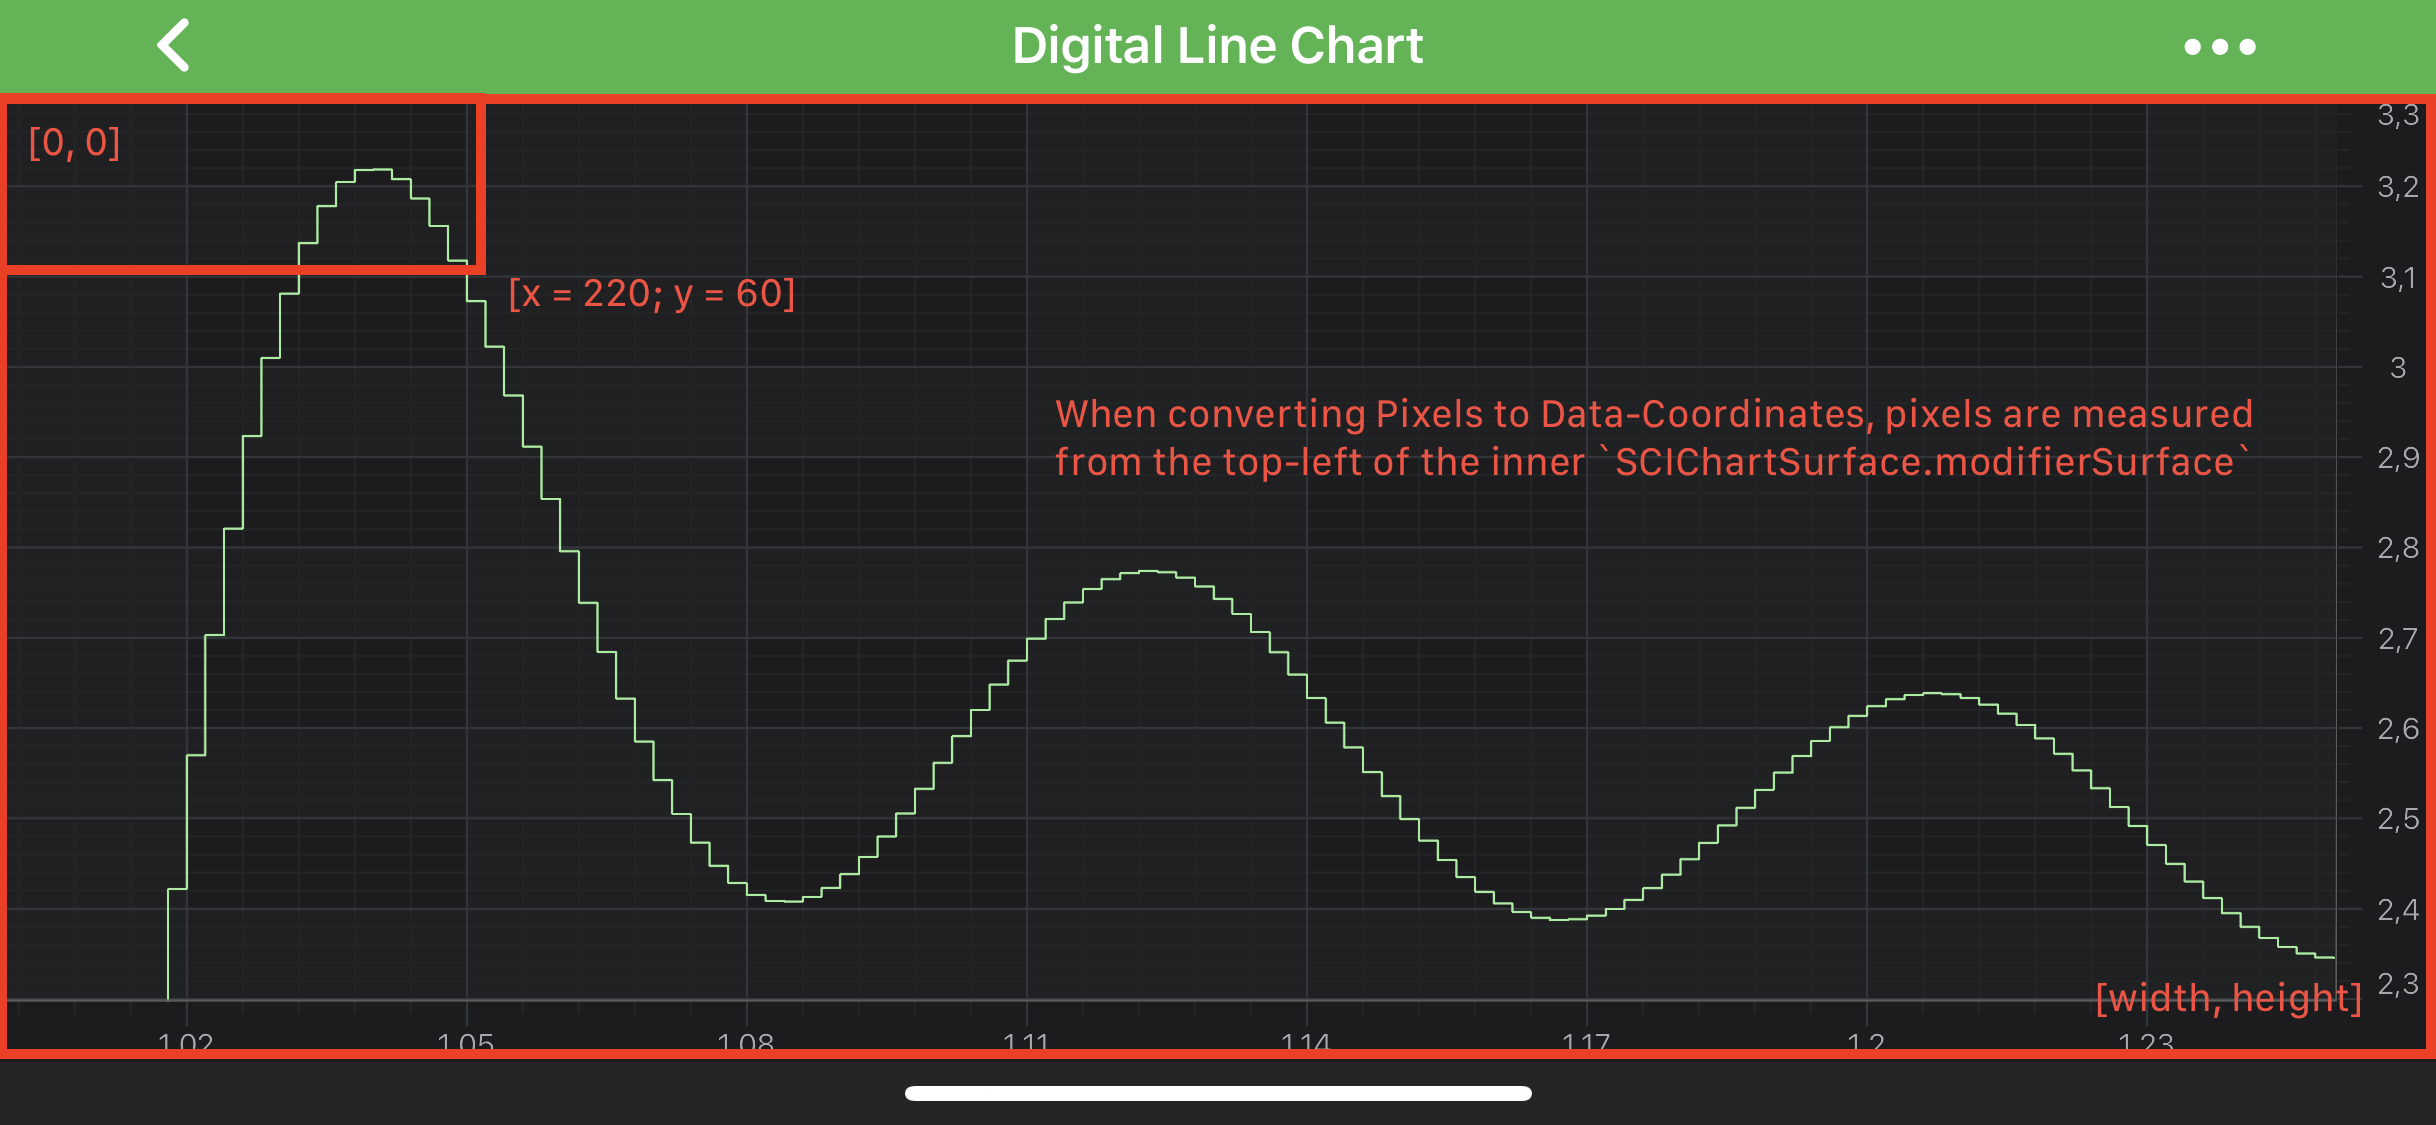 Digital Line Chart
[0, 0]
[x = 220; y = 60]
When converting Pixels to Data-Coordinates, pixels are measured
from the top-left of the inner `SCIChartSurface.modifierSurface`
[width, height]
3,3
3,2
3,1
3
2,9
2,8
2,7
2,6
2,5
2,4
2,3
1,02 1,05 1,08 1,11 1,14 1,17 1,2 1,23